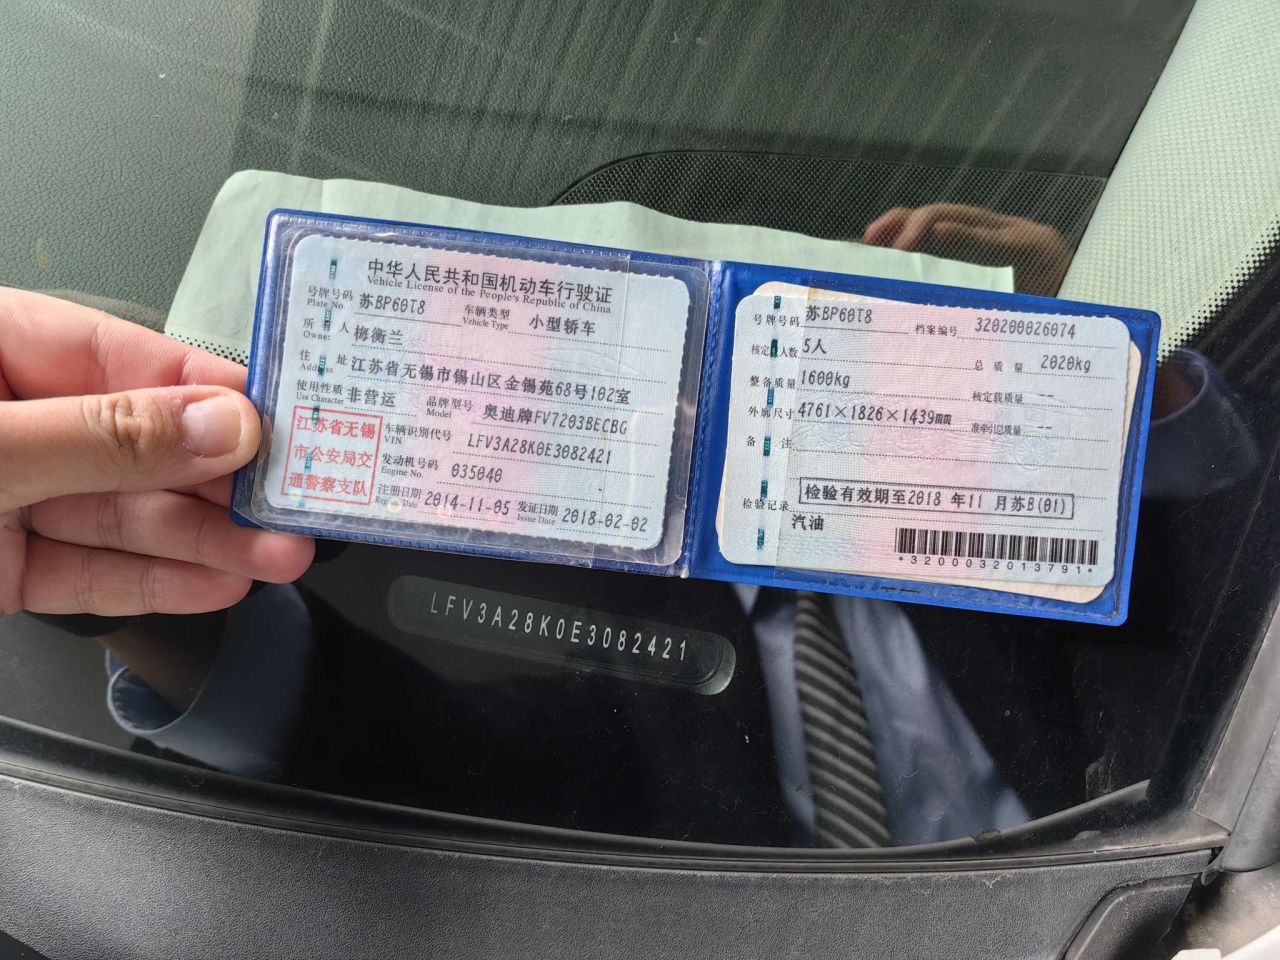 中华人民共和国机动车行驶证
Vehicle License of the People's Republic of China
号牌号码 苏BP60T8 车辆类型 小型轿车
Plate No. Vehicle Type
所有人 梅衡兰
Owner
住址 江苏省无锡市锡山区金锡苑68号102室
Address
使用性质 非营运 品牌型号 奥迪牌FV7203BECBG
Use Character Model
江苏省无锡
市公安局交
通警察支队
车辆识别代号 LFV3A28K0E3082421
VIN
发动机号码 035040
Engine No.
注册日期 2014-11-05 发证日期 2018-02-02
Register Date Issue Date
号牌号码 苏BP60T8 档案编号 320200026074
核定载人数 5人 总质量 2020kg
整备质量 1600kg 核定载质量 --
外廓尺寸 4761×1826×1439mm 准牵引总质量 --
备注
检验有效期至2018年11月苏B(01)
检验记录
汽油
*3200032013791*
LFV3A28K0E3082421